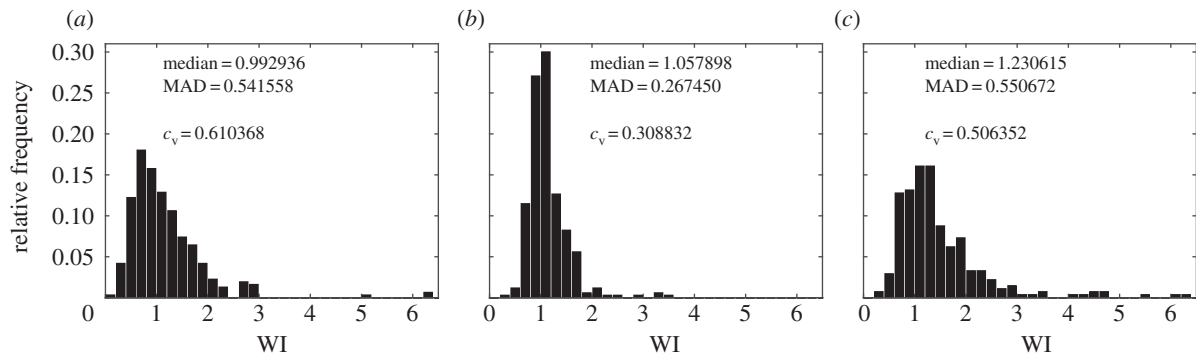 (a) (b) (c)
relative frequency
0.30
0.25
0.20
0.15
0.10
0.05
0
median = 0.992936
MAD = 0.541558
c_v = 0.610368
1 2 3 4 5 6
WI
median = 1.057898
MAD = 0.267450
c_v = 0.308832
0 1 2 3 4 5 6
WI
median = 1.230615
MAD = 0.550672
c_v = 0.506352
0 1 2 3 4 5 6
WI